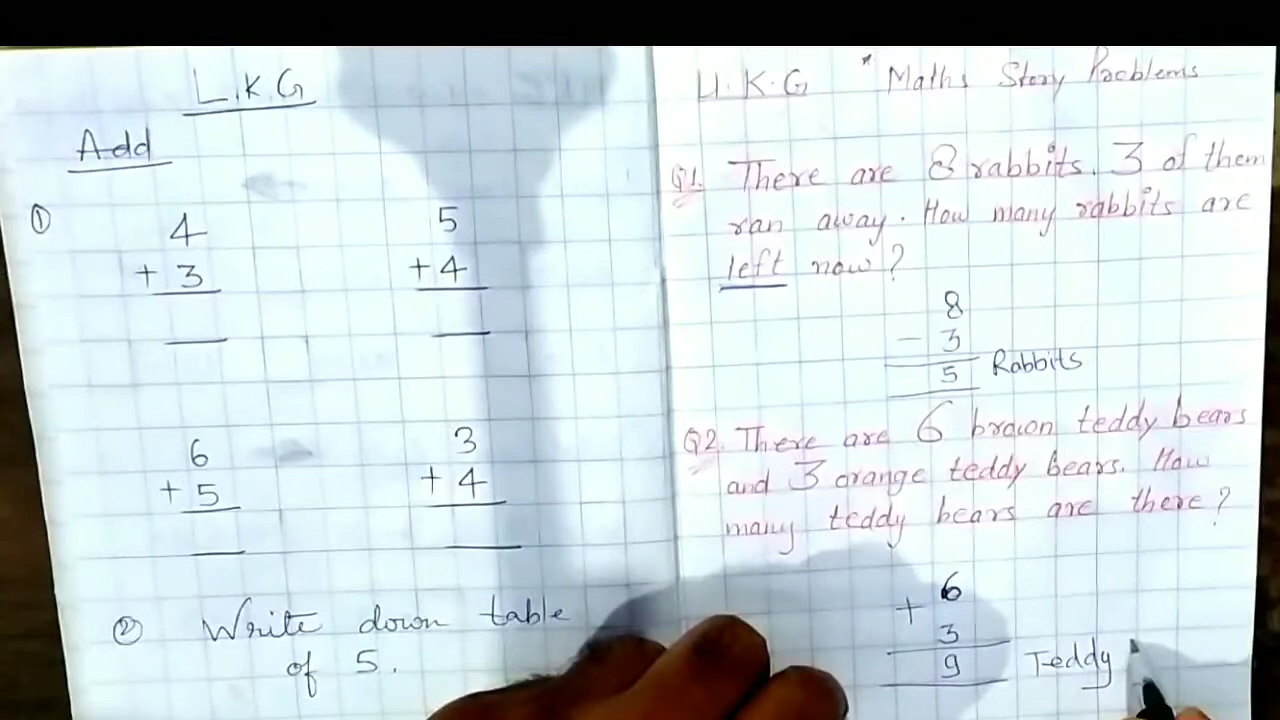 L.K.G
Add
①
4
+ 3
5
+ 4
6
+ 5
3
+ 4
② Write down table
of 5.
U.K.G * Maths Story Problems
Q1. There are 8 rabbits. 3 of them
ran away. How many rabbits are
left now?
8
- 3
5 Rabbits
Q2. There are 6 brown teddy bears
and 3 orange teddy bears. How
many teddy bears are there?
6
+ 3
9 Teddy